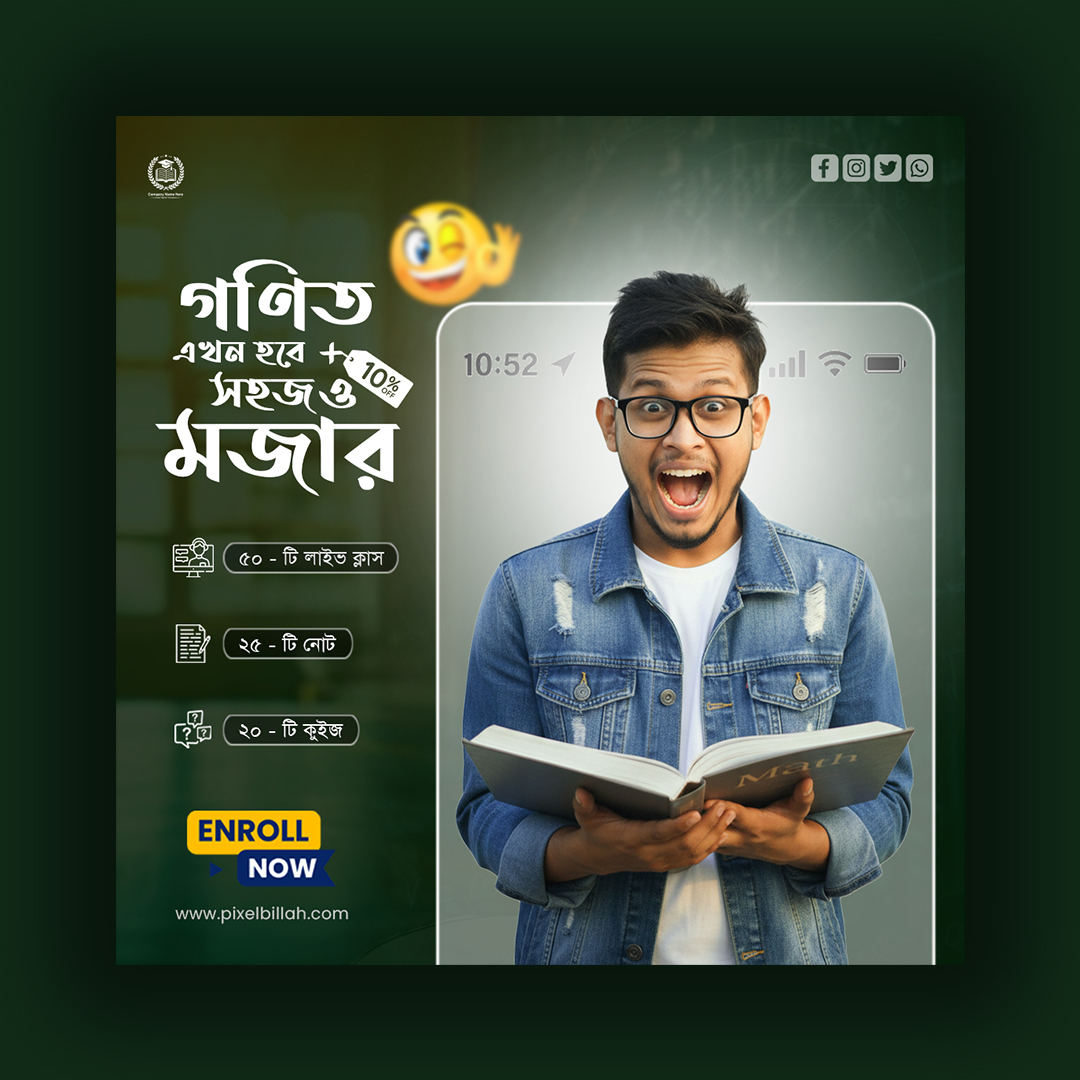 Company Name Here
গণিত
এখন হবে +
সহজ ও
মজার
10%
OFF
10:52
৫০ - টি লাইভ ক্লাস
২৫ - টি নোট
২০ - টি কুইজ
Math
ENROLL
NOW
www.pixelbillah.com